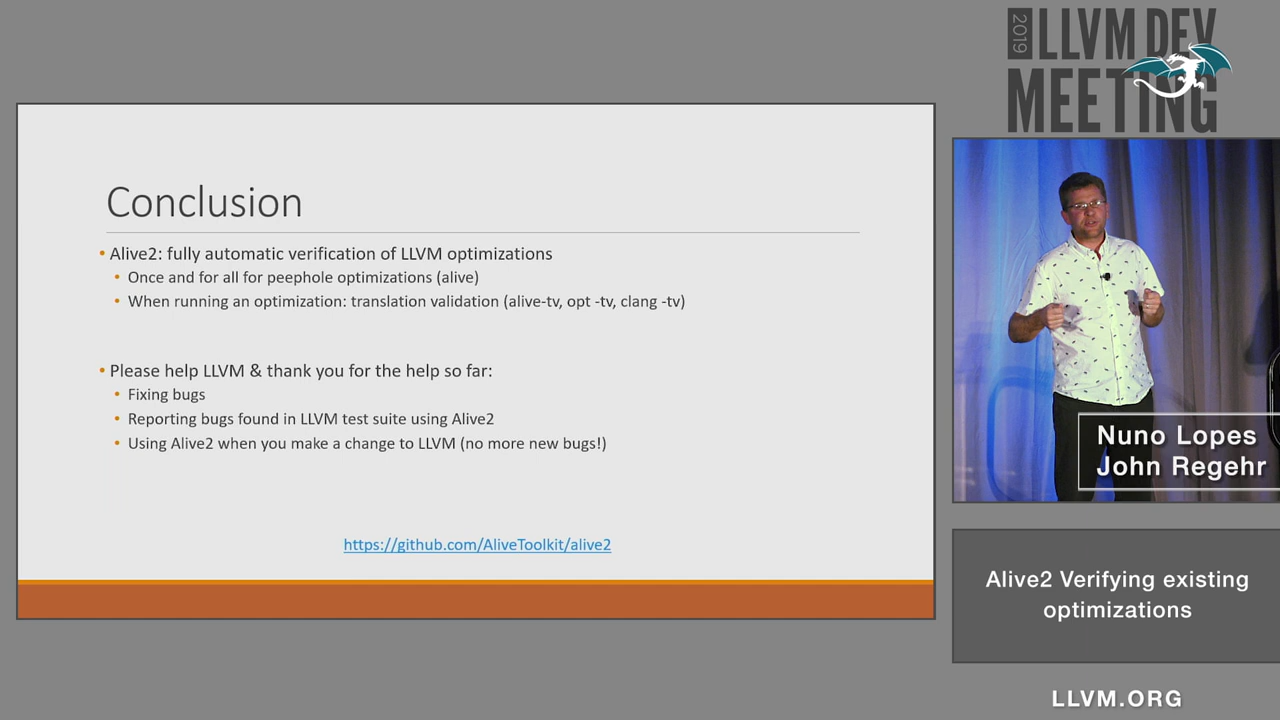 2019 LLVM DEV
MEETING
Conclusion
• Alive2: fully automatic verification of LLVM optimizations
• Once and for all for peephole optimizations (alive)
• When running an optimization: translation validation (alive-tv, opt -tv, clang -tv)
• Please help LLVM & thank you for the help so far:
• Fixing bugs
• Reporting bugs found in LLVM test suite using Alive2
• Using Alive2 when you make a change to LLVM (no more new bugs!)
https://github.com/AliveToolkit/alive2
Nuno Lopes
John Regehr
Alive2 Verifying existing
optimizations
LLVM.ORG